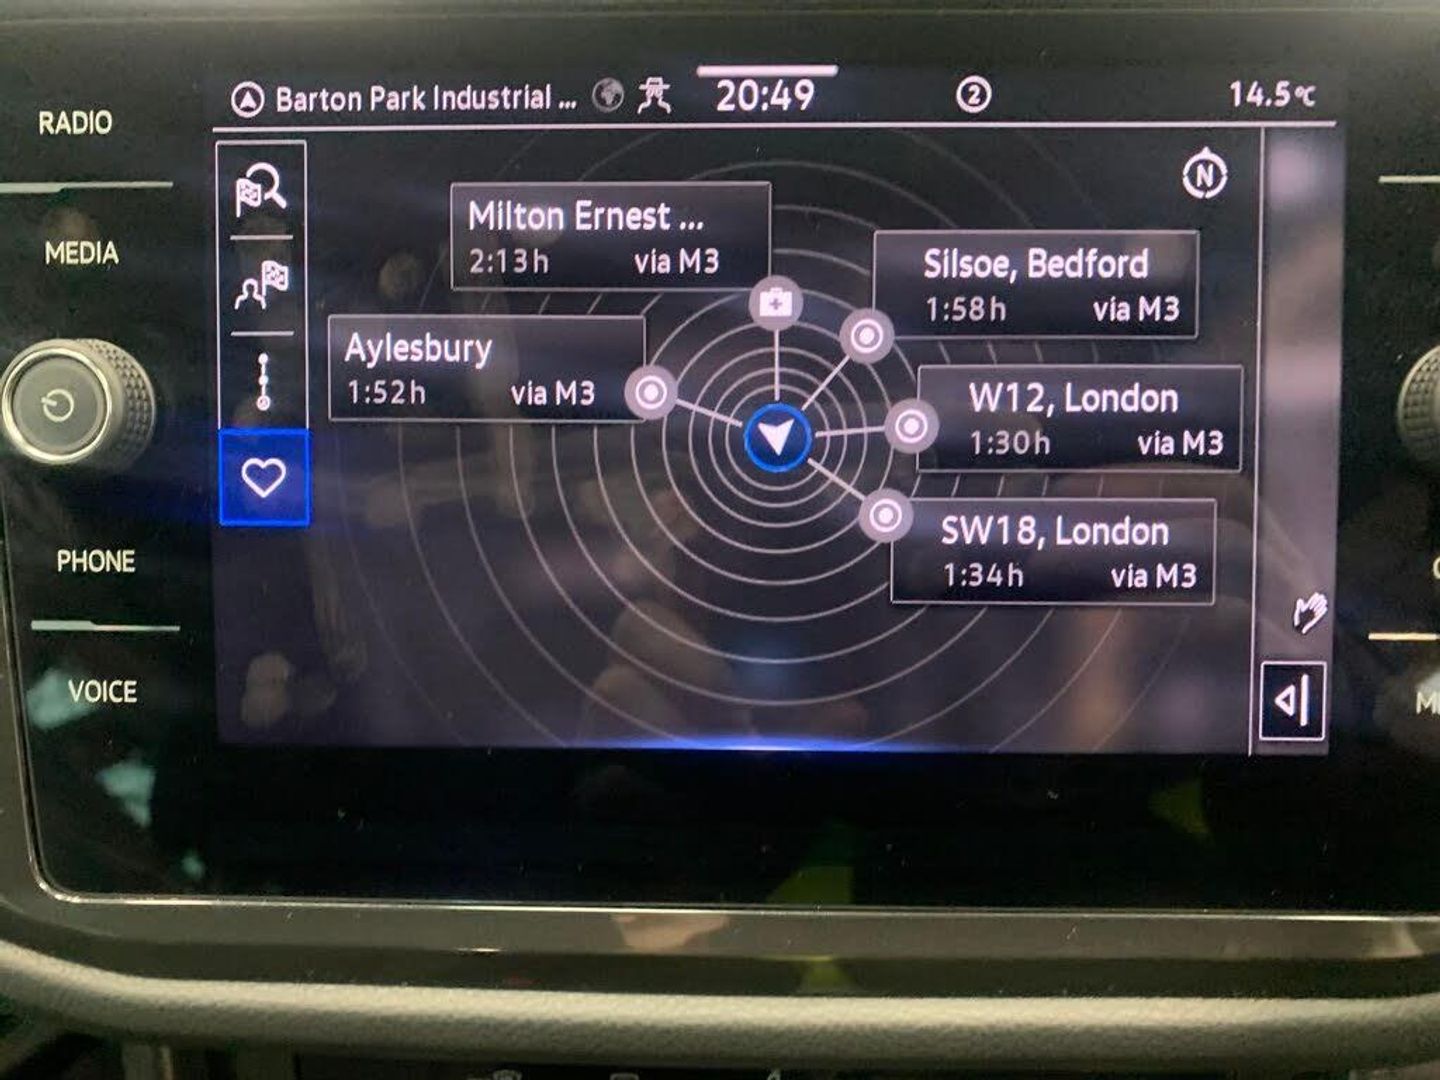 Barton Park Industrial ... 20:49 2 14.5°C
RADIO
MEDIA
PHONE
VOICE
N
Milton Ernest ...
2:13h via M3
Silsoe, Bedford
1:58h via M3
Aylesbury
1:52h via M3
W12, London
1:30h via M3
SW18, London
1:34h via M3